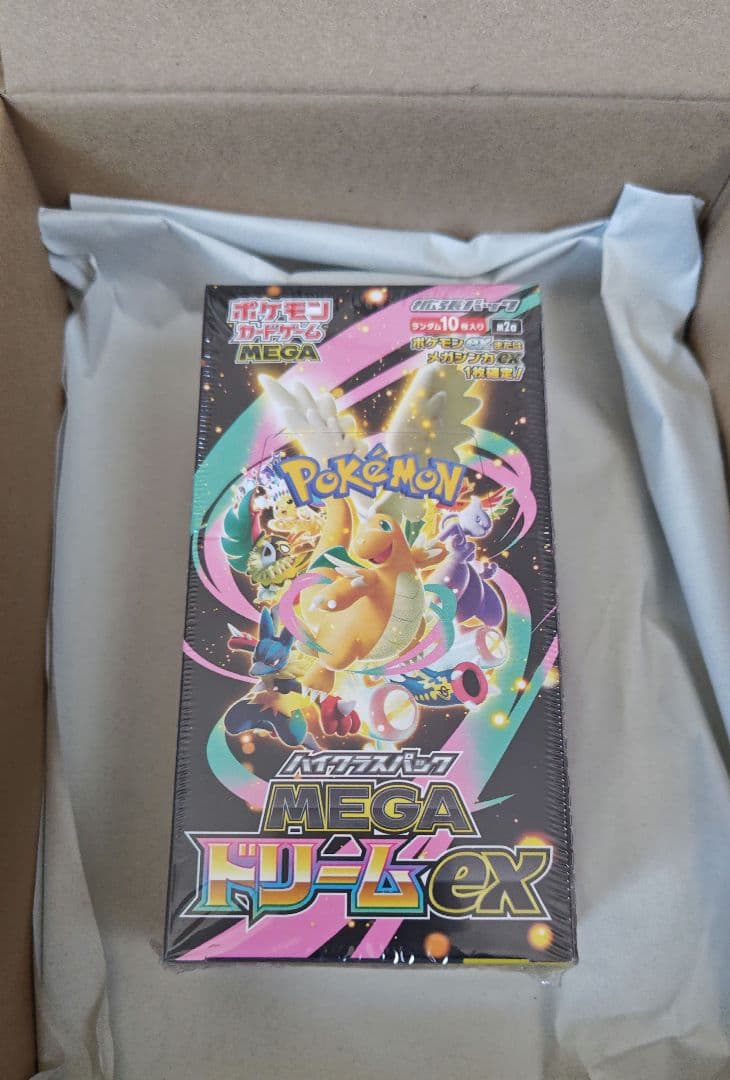 ポケモン
カードゲーム
MEGA
拡張パック
ランダム10枚入り M2a
ポケモンexまたは
メガシンカex
1枚確定！
POKéMON
ハイクラスパック
MEGA
ドリームex